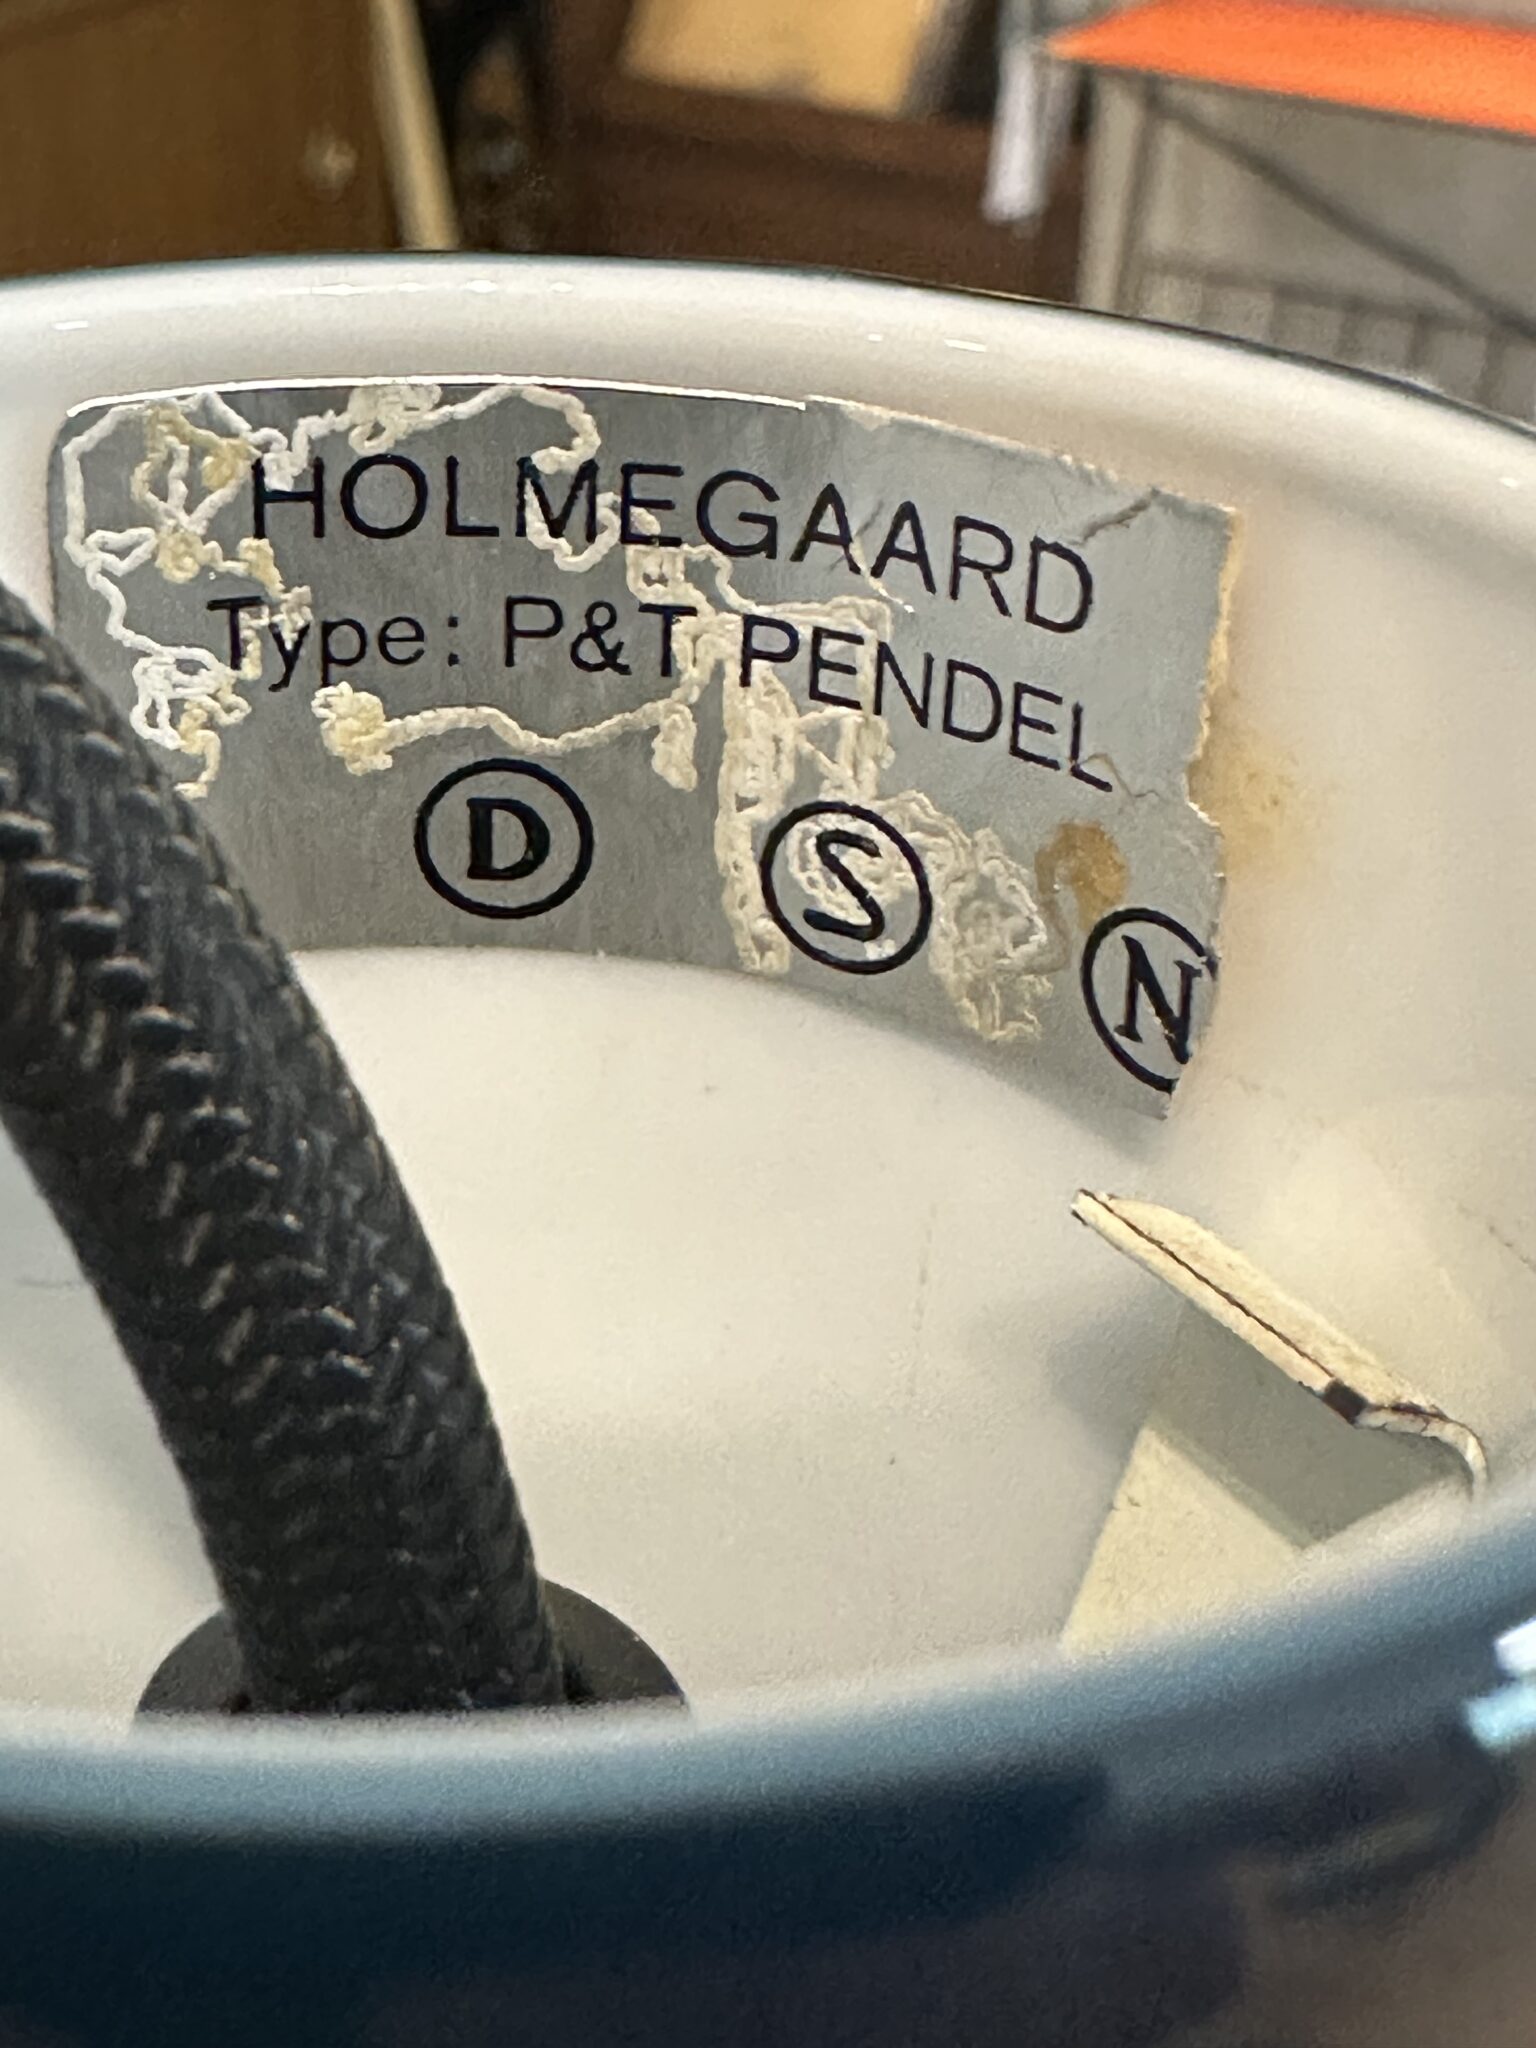 HOLMEGAARD
Type: P&T PENDEL
D S N